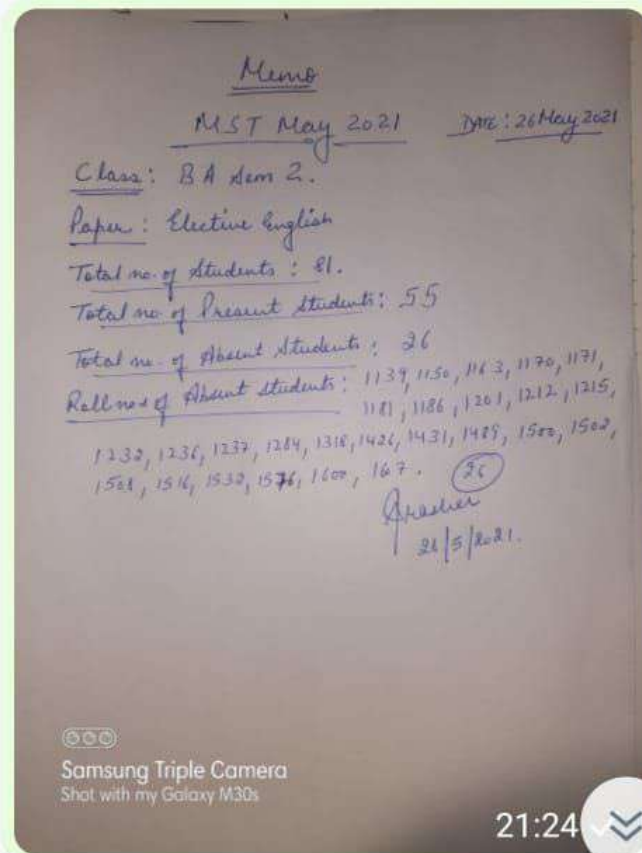 Memo
MST May 2021 DATE: 26 May 2021
Class: BA Sem 2.
Paper: Elective English
Total no. of Students: 81.
Total no. of Present Students: 55
Total no. of Absent Students: 26
Roll nos of Absent Students: 1139, 1150, 1163, 1170, 1171,
1181, 1186, 1201, 1212, 1215,
1232, 1236, 1237, 1284, 1318, 1426, 1431, 1489, 1500, 1502,
1508, 1516, 1532, 1576, 1600, 167. 26
26/5/2021.
Samsung Triple Camera
Shot with my Galaxy M30s
21:24